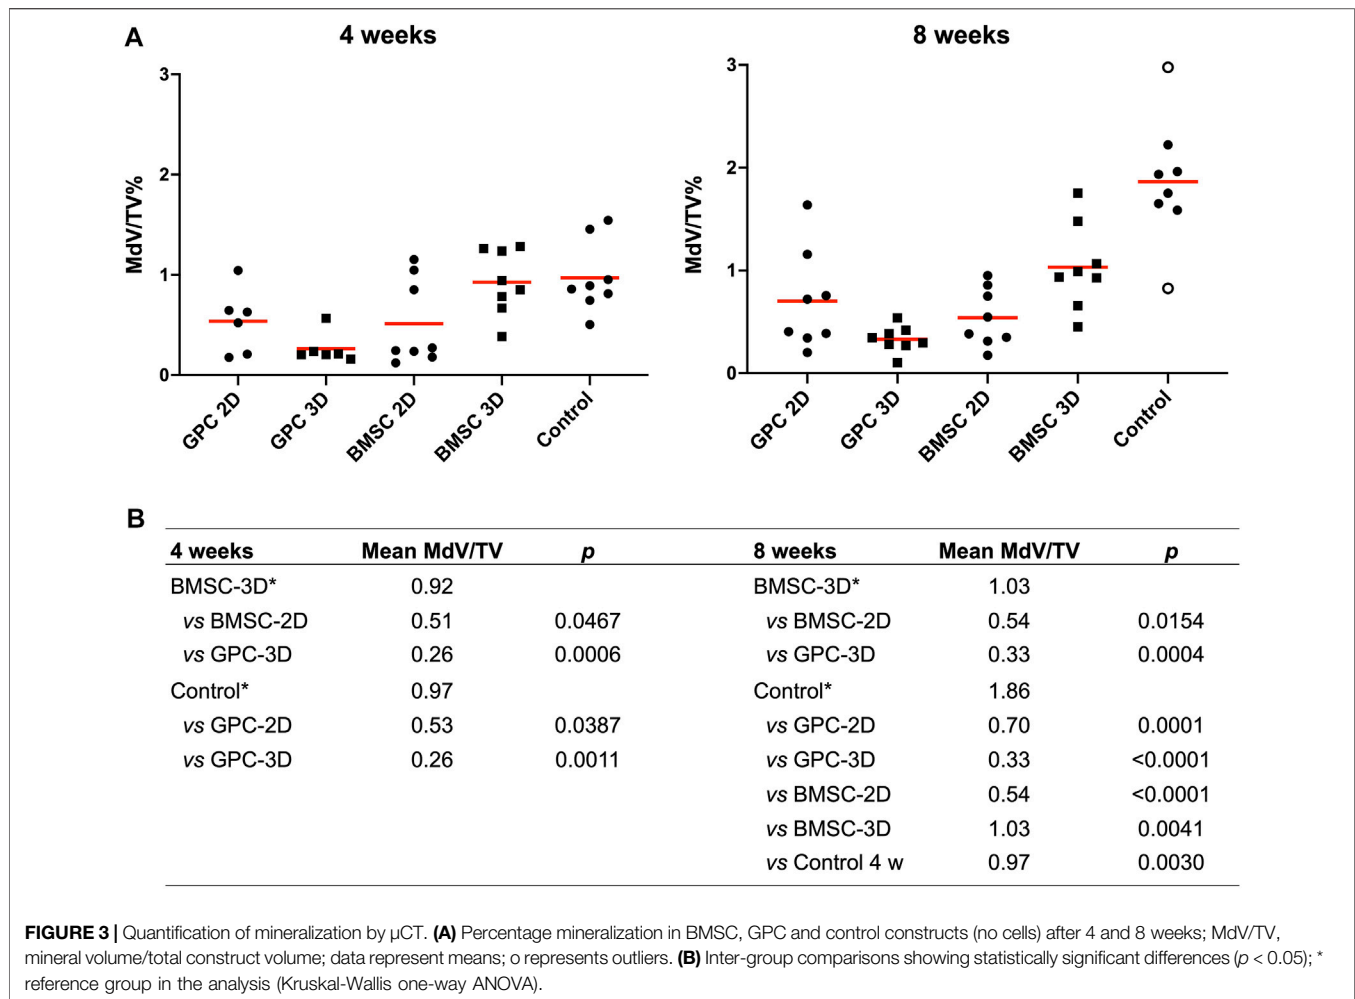 A
4 weeks
8 weeks
MdV/TV%
3
2
1
0
GPC 2D
GPC 3D
BMSC 2D
BMSC 3D
Control
MdV/TV%
3
2
1
0
GPC 2D
GPC 3D
BMSC 2D
BMSC 3D
Control
B
4 weeks Mean MdV/TV p 8 weeks Mean MdV/TV p
BMSC-3D* 0.92 BMSC-3D* 1.03
vs BMSC-2D 0.51 0.0467 vs BMSC-2D 0.54 0.0154
vs GPC-3D 0.26 0.0006 vs GPC-3D 0.33 0.0004
Control* 0.97 Control* 1.86
vs GPC-2D 0.53 0.0387 vs GPC-2D 0.70 0.0001
vs GPC-3D 0.26 0.0011 vs GPC-3D 0.33 <0.0001
vs BMSC-2D 0.54 <0.0001
vs BMSC-3D 1.03 0.0041
vs Control 4 w 0.97 0.0030
FIGURE 3 | Quantification of mineralization by µCT. (A) Percentage mineralization in BMSC, GPC and control constructs (no cells) after 4 and 8 weeks; MdV/TV,
mineral volume/total construct volume; data represent means; o represents outliers. (B) Inter-group comparisons showing statistically significant differences (p < 0.05); *
reference group in the analysis (Kruskal-Wallis one-way ANOVA).